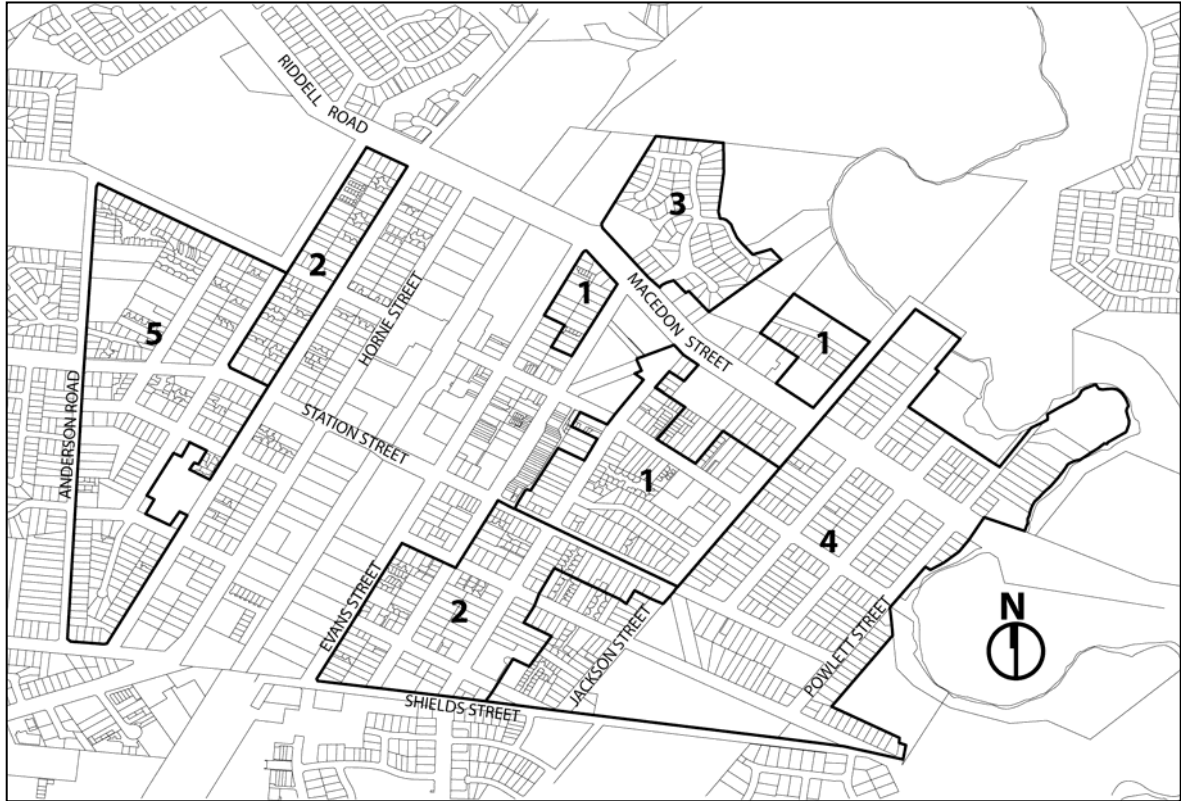 RIDDELL ROAD
3
2
1
HORNE STREET
MACEDON STREET
1
5
STATION STREET
ANDERSON ROAD
1
4
EVANS STREET
2
JACKSON STREET
POWLETT STREET
N
SHIELDS STREET